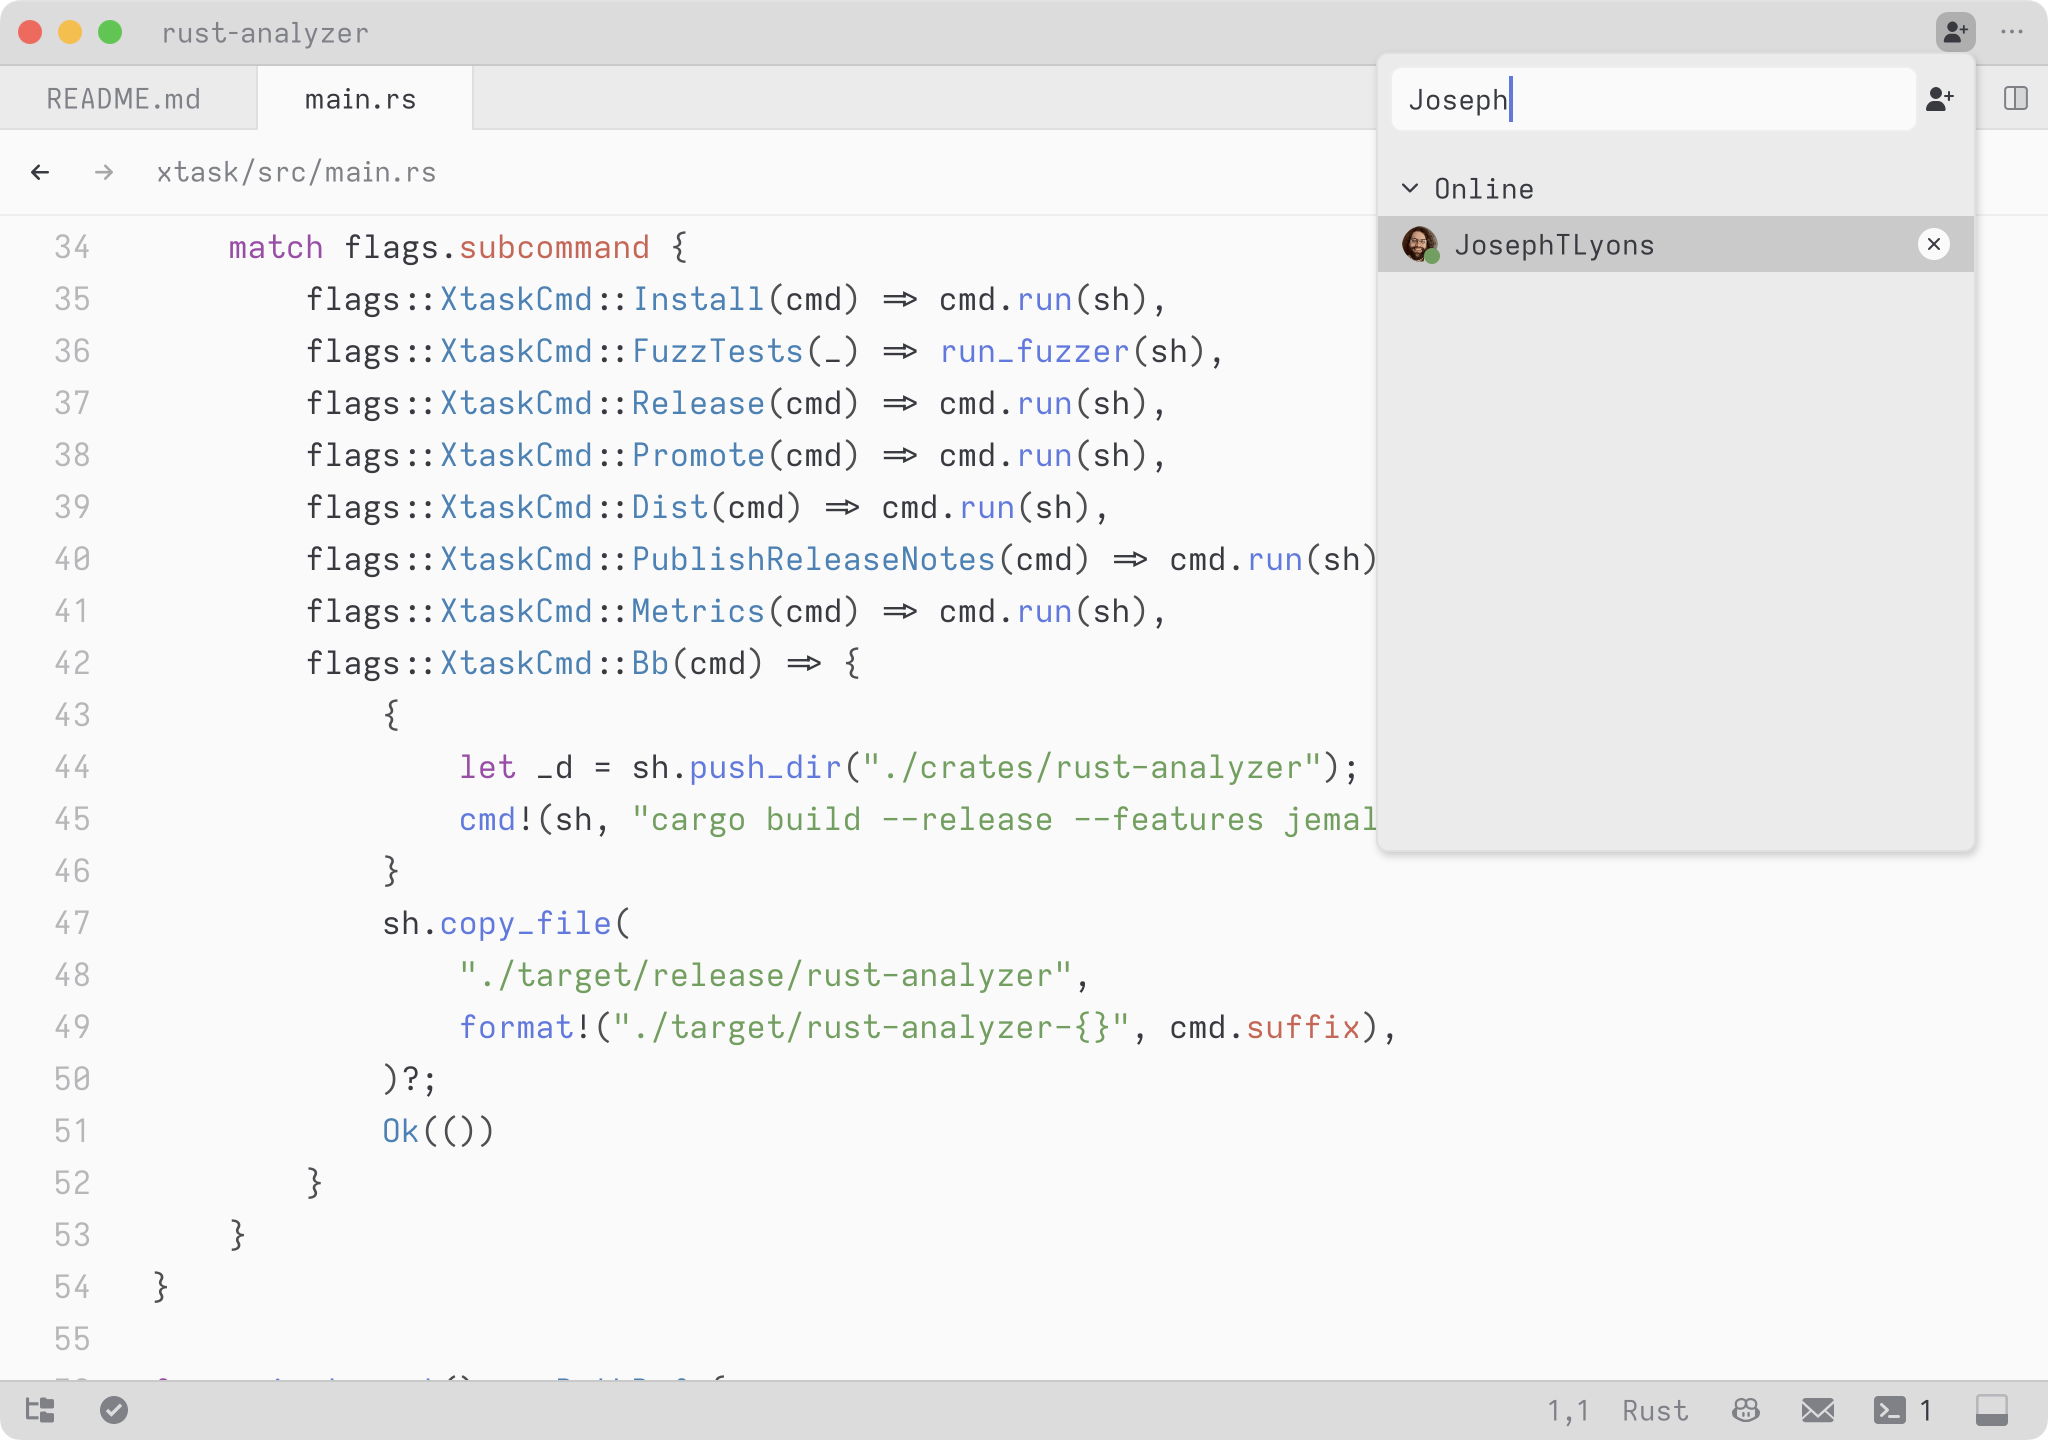 rust-analyzer
README.md
main.rs
Joseph
xtask/src/main.rs
Online
JosephTLyons
34 match flags.subcommand {
35 flags::XtaskCmd::Install(cmd) => cmd.run(sh),
36 flags::XtaskCmd::FuzzTests(_) => run_fuzzer(sh),
37 flags::XtaskCmd::Release(cmd) => cmd.run(sh),
38 flags::XtaskCmd::Promote(cmd) => cmd.run(sh),
39 flags::XtaskCmd::Dist(cmd) => cmd.run(sh),
40 flags::XtaskCmd::PublishReleaseNotes(cmd) => cmd.run(sh)
41 flags::XtaskCmd::Metrics(cmd) => cmd.run(sh),
42 flags::XtaskCmd::Bb(cmd) => {
43 {
44 let _d = sh.push_dir("./crates/rust-analyzer");
45 cmd!(sh, "cargo build --release --features jemal
46 }
47 sh.copy_file(
48 "./target/release/rust-analyzer",
49 format!("./target/rust-analyzer-{}", cmd.suffix),
50 )?;
51 Ok(())
52 }
53 }
54 }
55
1,1 Rust 1